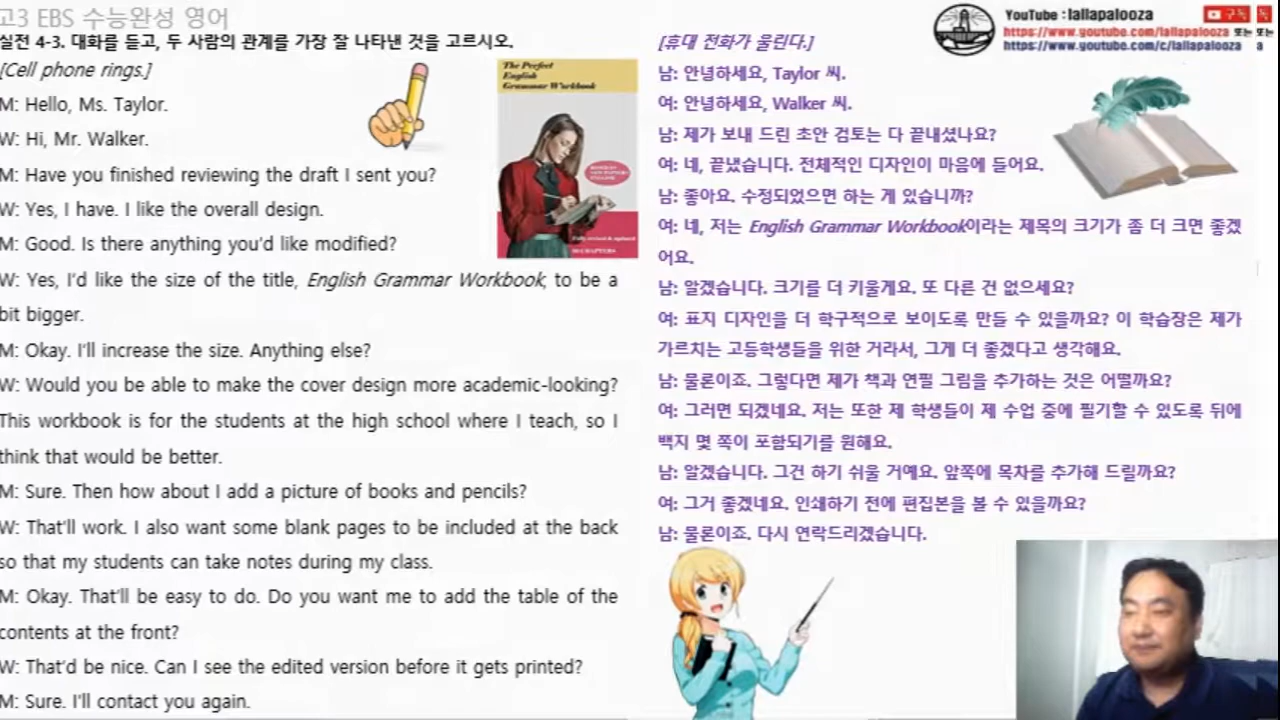 고3 EBS 수능완성 영어
실전 4-3. 대화를 듣고, 두 사람의 관계를 가장 잘 나타낸 것을 고르시오.
[Cell phone rings.]
M: Hello, Ms. Taylor.
W: Hi, Mr. Walker.
M: Have you finished reviewing the draft I sent you?
W: Yes, I have. I like the overall design.
M: Good. Is there anything you'd like modified?
W: Yes, I'd like the size of the title, English Grammar Workbook, to be a
bit bigger.
M: Okay. I'll increase the size. Anything else?
W: Would you be able to make the cover design more academic-looking?
This workbook is for the students at the high school where I teach, so I
think that would be better.
M: Sure. Then how about I add a picture of books and pencils?
W: That'll work. I also want some blank pages to be included at the back
so that my students can take notes during my class.
M: Okay. That'll be easy to do. Do you want me to add the table of the
contents at the front?
W: That'd be nice. Can I see the edited version before it gets printed?
M: Sure. I'll contact you again.
The Perfect
English
Grammar Workbook
[휴대 전화가 울린다.]
남: 안녕하세요, Taylor 씨.
여: 안녕하세요, Walker 씨.
남: 제가 보내 드린 초안 검토는 다 끝내셨나요?
여: 네, 끝냈습니다. 전체적인 디자인이 마음에 들어요.
남: 좋아요. 수정되었으면 하는 게 있습니까?
여: 네, 저는 English Grammar Workbook이라는 제목의 크기가 좀 더 크면 좋겠
어요.
남: 알겠습니다. 크기를 더 키울게요. 또 다른 건 없으세요?
여: 표지 디자인을 더 학구적으로 보이도록 만들 수 있을까요? 이 학습장은 제가
가르치는 고등학생들을 위한 거라서, 그게 더 좋겠다고 생각해요.
남: 물론이죠. 그렇다면 제가 책과 연필 그림을 추가하는 것은 어떨까요?
여: 그러면 되겠네요. 저는 또한 제 학생들이 제 수업 중에 필기할 수 있도록 뒤에
백지 몇 쪽이 포함되기를 원해요.
남: 알겠습니다. 그건 하기 쉬울 거예요. 앞쪽에 목차를 추가해 드릴까요?
여: 그거 좋겠네요. 인쇄하기 전에 편집본을 볼 수 있을까요?
남: 물론이죠. 다시 연락드리겠습니다.
YouTube : lallapalooza
구독
https://www.youtube.com/lallapalooza 또는
https://www.youtube.com/c/lallapalooza